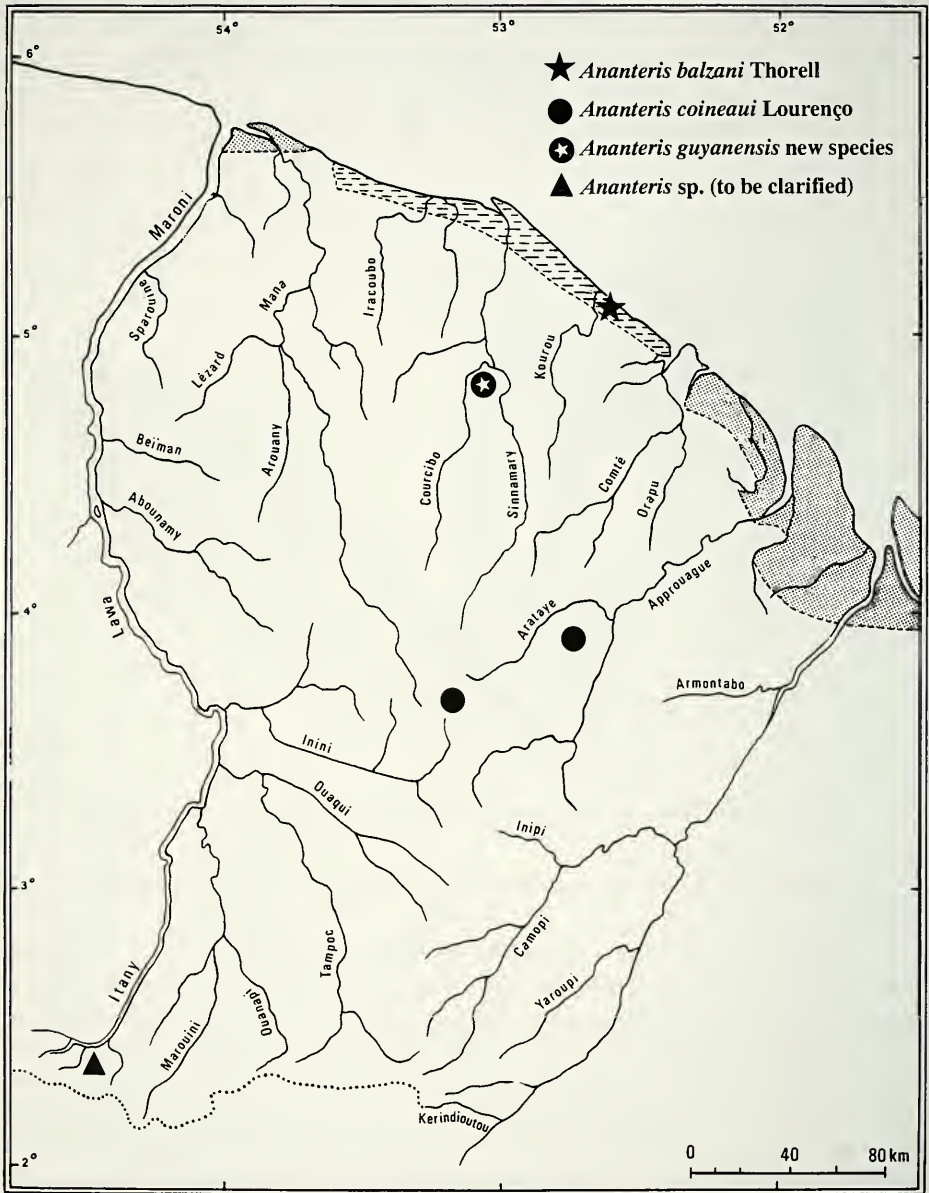 54° 53° 52°
6°
Ananteris balzani Thorell
Ananteris coineaui Lourenço
Ananteris guyanensis new species
Ananteris sp. (to be clarified)
Maroni
Sparouine
Mana
Iracoubo
5°
Lézard
Kourou
Beïman
Arouany
Courcibo
Sinnamary
Comté
Orapu
Abounamy
Approuague
4°
Lawa
Arataye
Armontabo
Inini
Ouaqui
Inipi
3°
Camopi
Tampoc
Itany
Yaroupi
Ouanapi
Marouini
Kerindioutou
2°
0 40 80 km